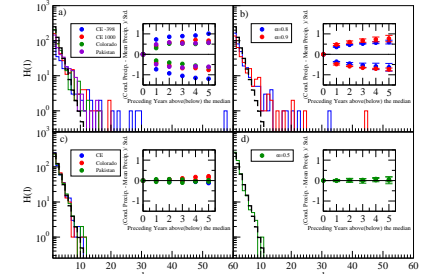 a)
CE -398
CE 1000
Colorado
Pakistan
H(l)
10³
10²
10¹
10⁰
(Cond. Precip. - Mean Precip. )/ Std.
1
0
−1
0 1 2 3 4 5
Preceding Years above(below) the median
b)
α=0.8
α=0.9
(Cond. Precip. - Mean Precip. )/ Std.
1
0
−1
0 1 2 3 4 5
Preceding Years above(below) the median
c)
CE
Colorado
Pakistan
H(l)
10³
10²
10¹
10⁰
(Cond. Precip. - Mean Precip. )/ Std.
1
0
−1
0 1 2 3 4 5
Preceding Years above(below) the median
10 20 30 40 50 60
d)
α=0.5
(Cond. Precip. - Mean Precip. )/ Std.
1
0
−1
0 1 2 3 4 5
Preceding Years above(below) the median
10 20 30 40 50 60